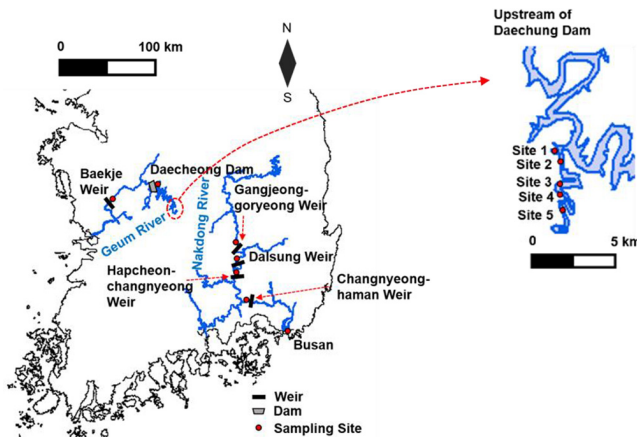 N
S
0 100 km
Upstream of
Daechung Dam
Site 1
Site 2
Site 3
Site 4
Site 5
0 5 km
Baekje
Weir
Daecheong Dam
Geum River
Nakdong River
Gangjeong-
goryeong Weir
Dalsung Weir
Hapcheon-
changnyeong
Weir
Changnyeong-
haman Weir
Busan
Weir
Dam
Sampling Site